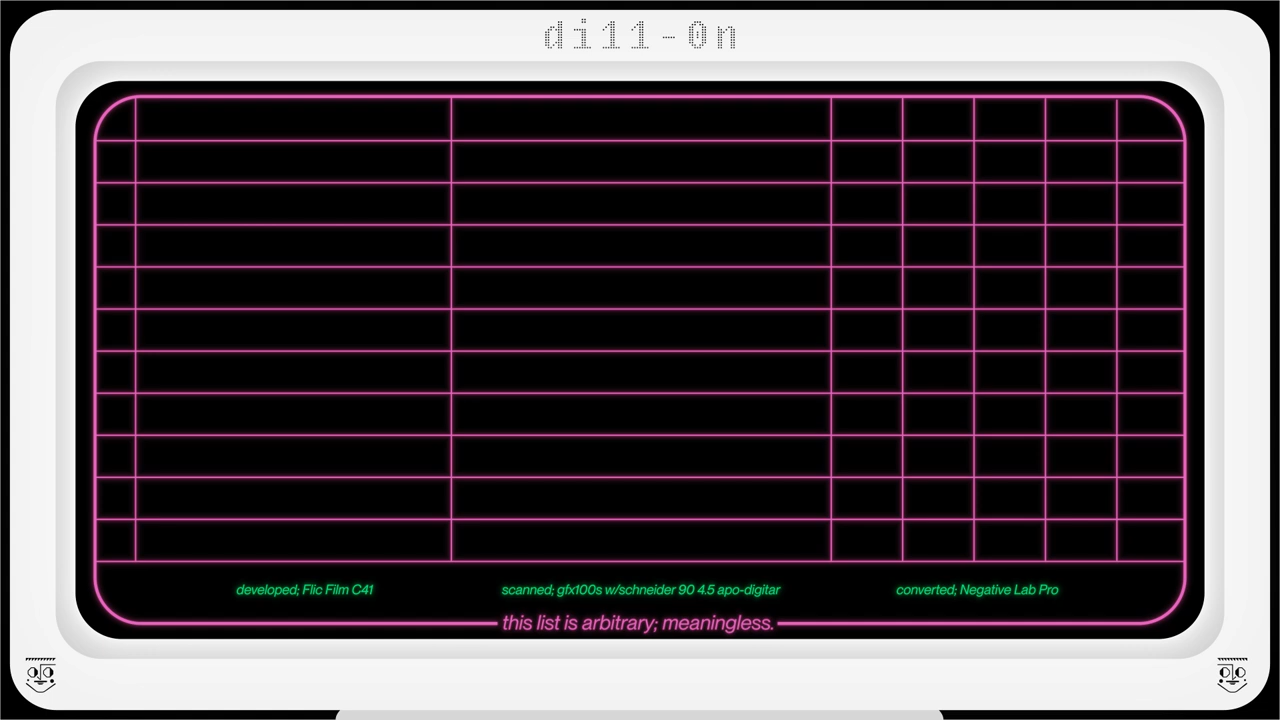 di11-0n
developed; Flic Film C41
scanned; gfx100s w/schneider 90 4.5 apo-digitar
converted; Negative Lab Pro
this list is arbitrary; meaningless.